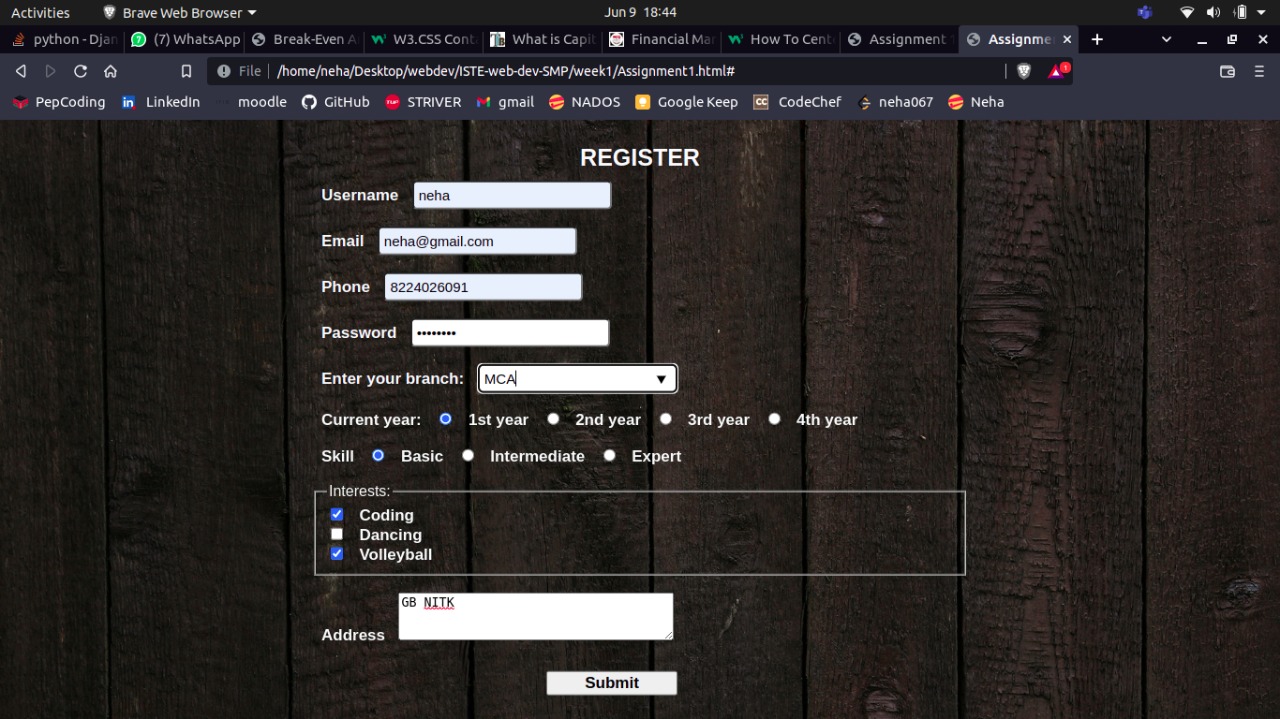 Activities Brave Web Browser Jun 9 18:44
python - Djan (7) WhatsApp Break-Even A W3.CSS Cont What is Capit Financial Mar How To Cent Assignment Assignme
File /home/neha/Desktop/webdev/ISTE-web-dev-SMP/week1/Assignment1.html# 1
PepCoding LinkedIn moodle GitHub STRIVER gmail NADOS Google Keep CodeChef neha067 Neha
REGISTER
Username neha
Email neha@gmail.com
Phone 8224026091
Password ••••••••
Enter your branch: MCA
Current year: 1st year 2nd year 3rd year 4th year
Skill Basic Intermediate Expert
Interests:
Coding
Dancing
Volleyball
GB NITK
Address
Submit